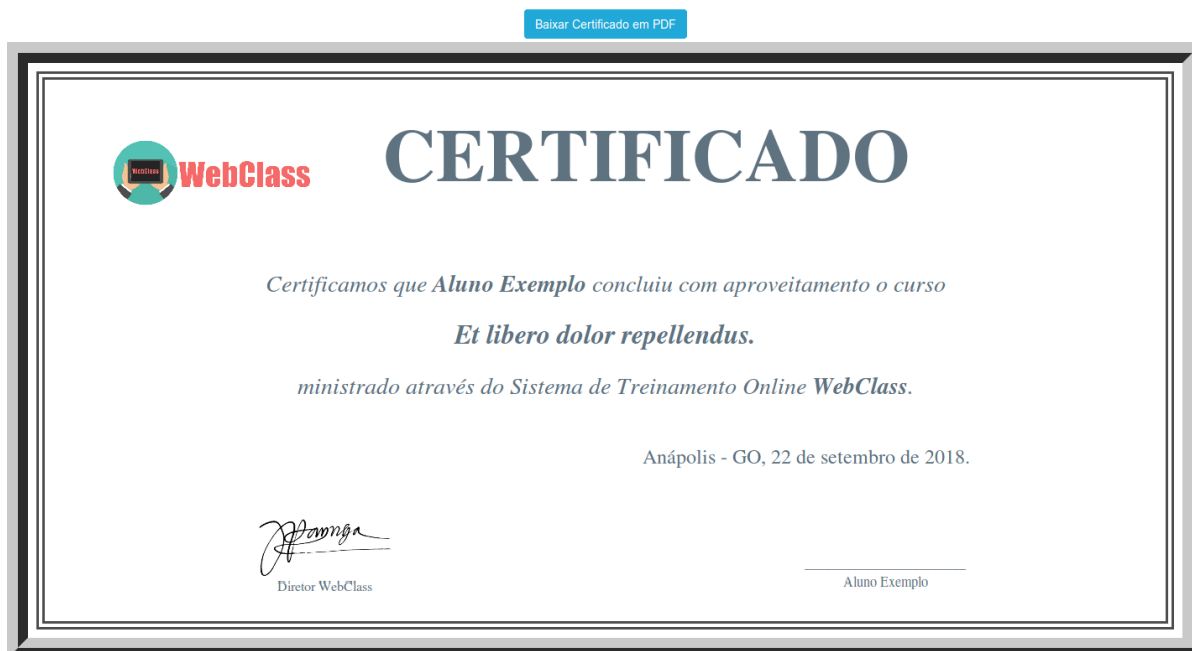 Baixar Certificado em PDF
WebClass
WebClass
CERTIFICADO
Certificamos que Aluno Exemplo concluiu com aproveitamento o curso
Et libero dolor repellendus.
ministrado através do Sistema de Treinamento Online WebClass.
Anápolis - GO, 22 de setembro de 2018.
Diretor WebClass
Aluno Exemplo